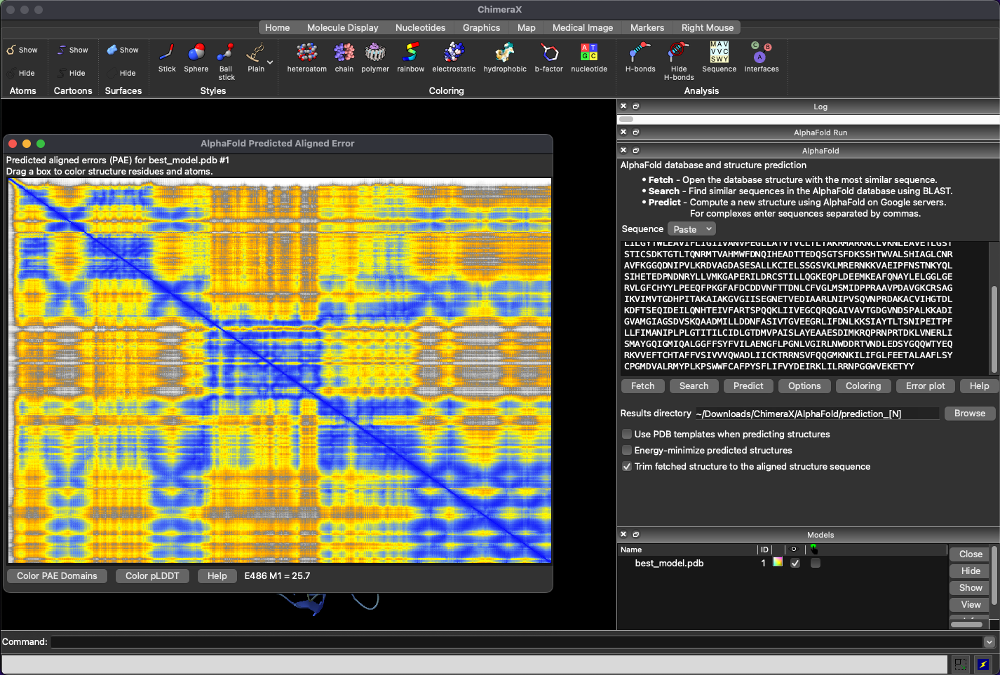 ChimeraX
Home Molecule Display Nucleotides Graphics Map Medical Image Markers Right Mouse
Show Show Show
Hide Hide Hide
Atoms Cartoons Surfaces
Stick Sphere Ball stick Plain
Styles
heteroatom chain polymer rainbow electrostatic hydrophobic b-factor nucleotide
Coloring
H-bonds Hide H-bonds Sequence Interfaces
Analysis
Log
AlphaFold Run
AlphaFold
AlphaFold Predicted Aligned Error
Predicted aligned errors (PAE) for best_model.pdb #1
Drag a box to color structure residues and atoms.
Color PAE Domains Color pLDDT Help E486 M1 = 25.7
AlphaFold database and structure prediction
• Fetch - Open the database structure with the most similar sequence.
• Search - Find similar sequences in the AlphaFold database using BLAST.
• Predict - Compute a new structure using AlphaFold on Google servers.
For complexes enter sequences separated by commas.
Sequence Paste
STICSDKTGTLTQNRMTVAHMWFDNQIHEADTTEDQSGTSFDKSSHTWVALSHIAGLCNR
AVFKGGQDNIPVLKRDVAGDASESALLKCIELSSGSVKLMRERNKKVAEIPFNSTNKYQL
SIHETEDPNDNRYLLVMKGAPERILDRCSTILLQGKEQPLDEEMKEAFQNAYLELGGLGE
RVLGFCHYYLPEEQFPKGFAFDCDDVNFTTDNLCFVGLMSMIDPPRAAVPDAVGKCRSAG
IKVIMVTGDHPITAKAIAKGVGIISEGNETVEDIAARLNIPVSQVNPRDAKACVIHGTDL
KDFTSEQIDEILQNHTEIVFARTSPQQKLIIVEGCQRQGAIVAVTGDGVNDSPALKKADI
GVAMGIAGSDVSKQAADMILLDDNFASIVTGVEEGRLIFDNLKKSIAYTLTSNIPEITPF
LLFIMANIPLPLGTITILCIDLGTDMVPAISLAYEAAESDIMKRQPRNPRTDKLVNERLI
SMAYGQIGMIQALGGFFSYFVILAENGFLPGNLVGIRLNWDDRTVNDLEDSYGQQWTYEQ
RKVVEFTCHTAFFVSIVVVQWADLIICKTRRNSVFQQGMKNKILIFGLFEETALAAFLSY
CPGMDVALRMYPLKPSWWFCAFPYSFLIFVYDEIRKLILRRNPGGWVEKETYY
Fetch Search Predict Options Coloring Error plot Help
Results directory ~/Downloads/ChimeraX/AlphaFold/prediction_[N] Browse
Use PDB templates when predicting structures
Energy-minimize predicted structures
Trim fetched structure to the aligned structure sequence
Models
Name ID
best_model.pdb 1
Close
Hide
Show
View
Command: